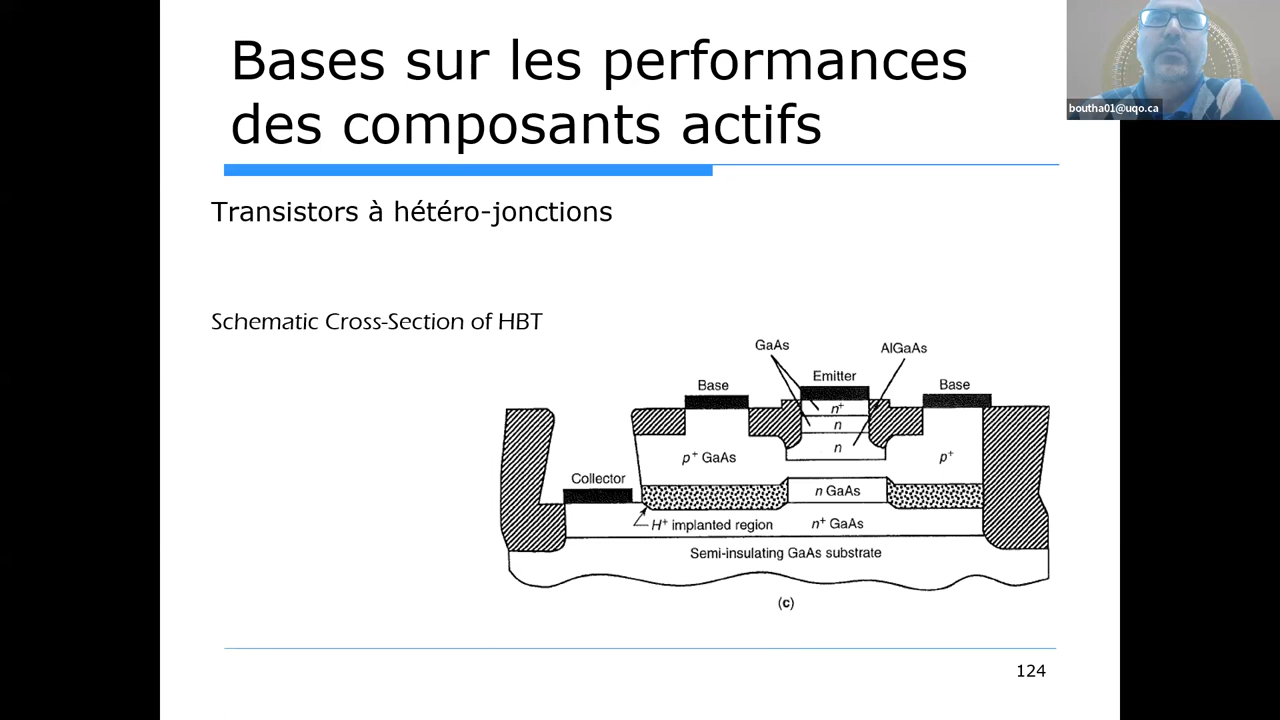 Bases sur les performances
des composants actifs
boutha01@uqo.ca
Transistors à hétéro-jonctions
Schematic Cross-Section of HBT
GaAs
AlGaAs
Base
Emitter
Base
n+
n
n
p+ GaAs
p+
Collector
n GaAs
H+ implanted region
n+ GaAs
Semi-insulating GaAs substrate
(c)
124